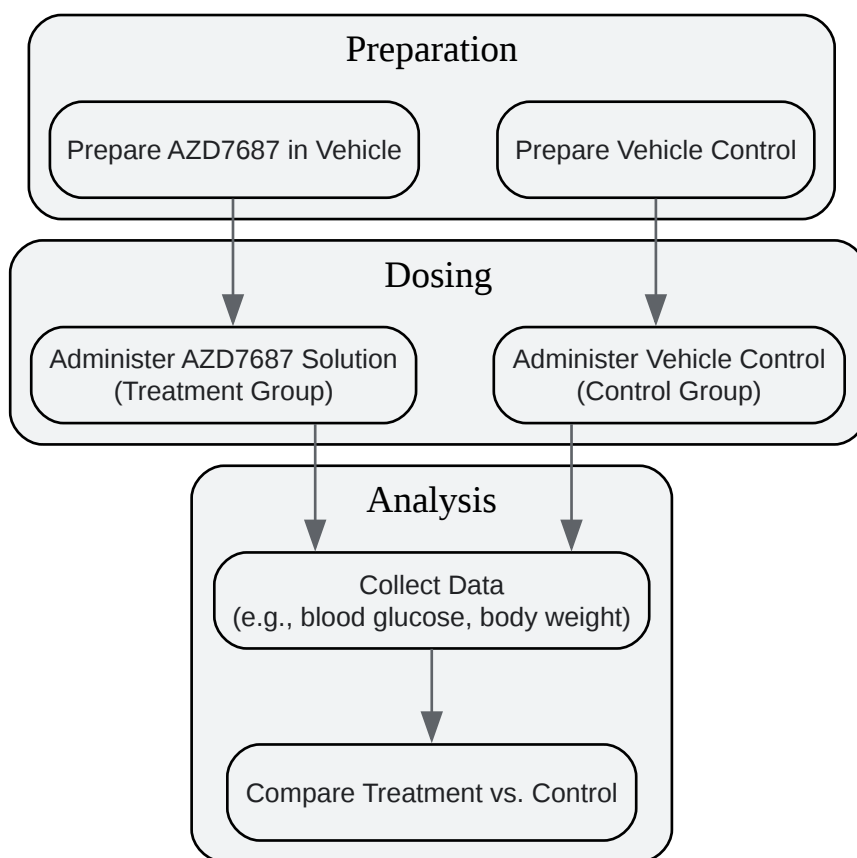 Preparation
Prepare AZD7687 in Vehicle
Prepare Vehicle Control
Dosing
Administer AZD7687 Solution
(Treatment Group)
Administer Vehicle Control
(Control Group)
Analysis
Collect Data
(e.g., blood glucose, body weight)
Compare Treatment vs. Control